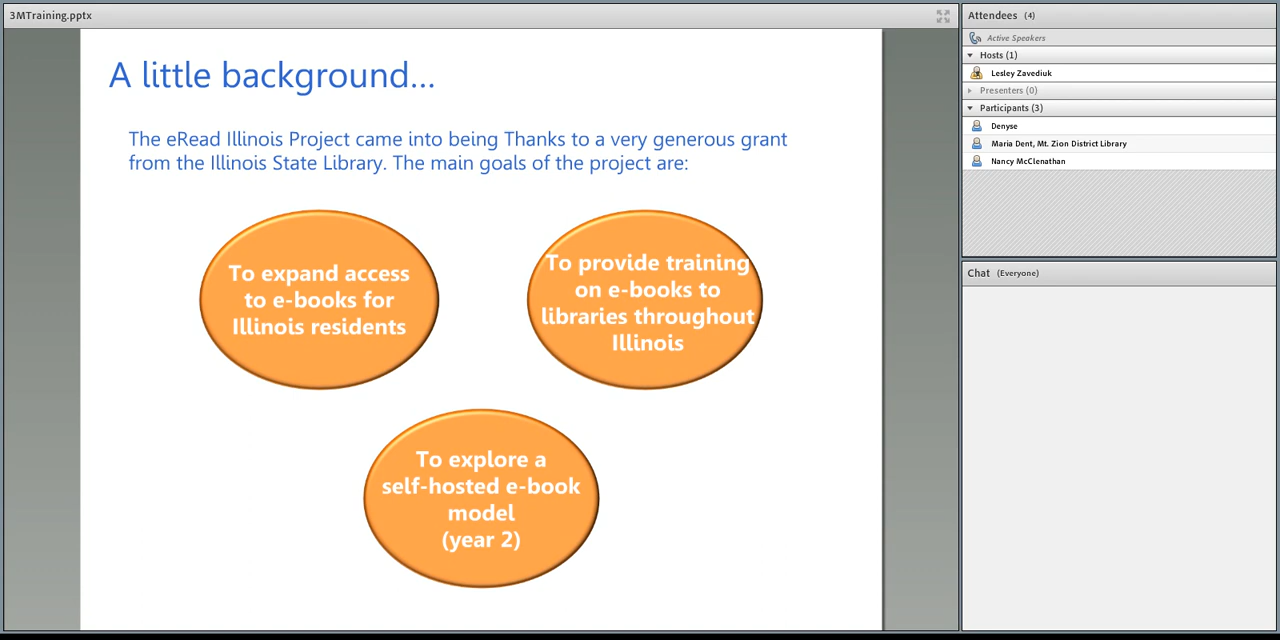 3MTraining.pptx
A little background...
The eRead Illinois Project came into being Thanks to a very generous grant
from the Illinois State Library. The main goals of the project are:
To expand access
to e-books for
Illinois residents
To provide training
on e-books to
libraries throughout
Illinois
To explore a
self-hosted e-book
model
(year 2)
Attendees (4)
Active Speakers
Hosts (1)
Lesley Zavediuk
Presenters (0)
Participants (3)
Denyse
Maria Dent, Mt. Zion District Library
Nancy McClenathan
Chat (Everyone)